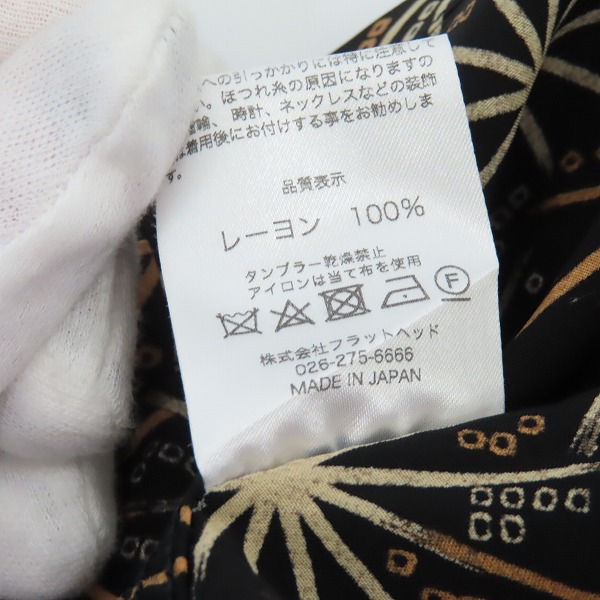 への引っかかりには特に注意して
い。ほつれ糸の原因になりますの
輪、時計、ネックレスなどの装飾
は着用後にお付けする事をお勧めしま
す。
品質表示
レーヨン 100%
タンブラー乾燥禁止
アイロンは当て布を使用
F
株式会社フラットヘッド
026-275-6666
MADE IN JAPAN